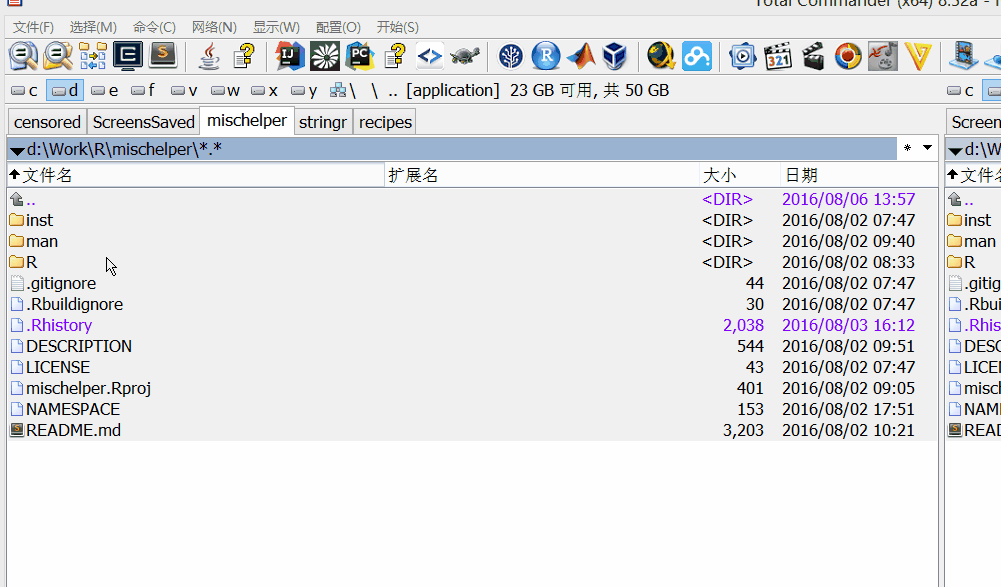 Total Commander (x64) 8.52a - 
文件(F) 选择(M) 命令(C) 网络(N) 显示(W) 配置(O) 开始(S)
c d e f v w x y \ \ .. [application] 23 GB 可用, 共 50 GB c
censored ScreensSaved mischelper stringr recipes Screen
d:\Work\R\mischelper\*.* * d:\W
文件名 扩展名 大小 日期 文件名
.. <DIR> 2016/08/06 13:57 ..
inst <DIR> 2016/08/02 07:47 inst
man <DIR> 2016/08/02 09:40 man
R <DIR> 2016/08/02 08:33 R
.gitignore 44 2016/08/02 07:47 .gitig
.Rbuildignore 30 2016/08/02 07:47 .Rbui
.Rhistory 2,038 2016/08/03 16:12 .Rhis
DESCRIPTION 544 2016/08/02 09:51 DESC
LICENSE 43 2016/08/02 07:47 LICEN
mischelper.Rproj 401 2016/08/02 09:05 misch
NAMESPACE 153 2016/08/02 17:51 NAM
README.md 3,203 2016/08/02 10:21 READ